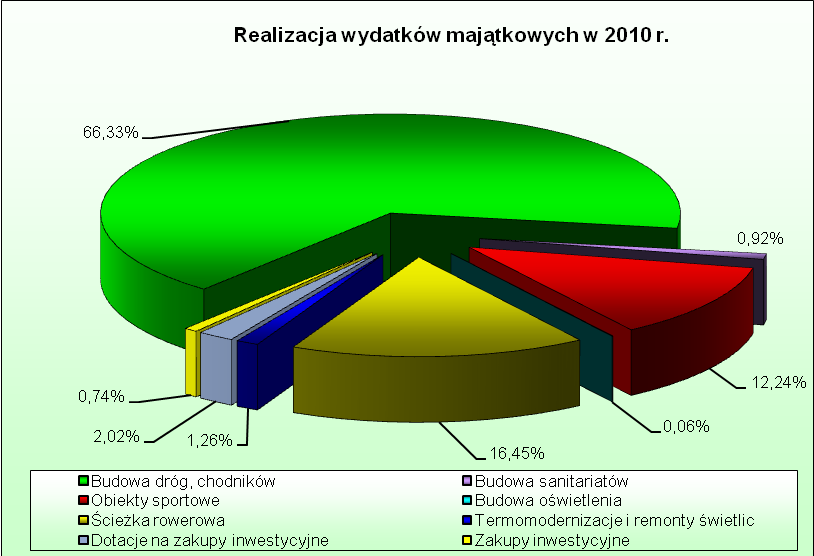 Realizacja wydatków majątkowych w 2010 r.
66,33%
0,92%
12,24%
0,06%
16,45%
1,26%
2,02%
0,74%
Budowa dróg, chodników
Budowa sanitariatów
Obiekty sportowe
Budowa oświetlenia
Ścieżka rowerowa
Termomodernizacje i remonty świetlic
Dotacje na zakupy inwestycyjne
Zakupy inwestycyjne